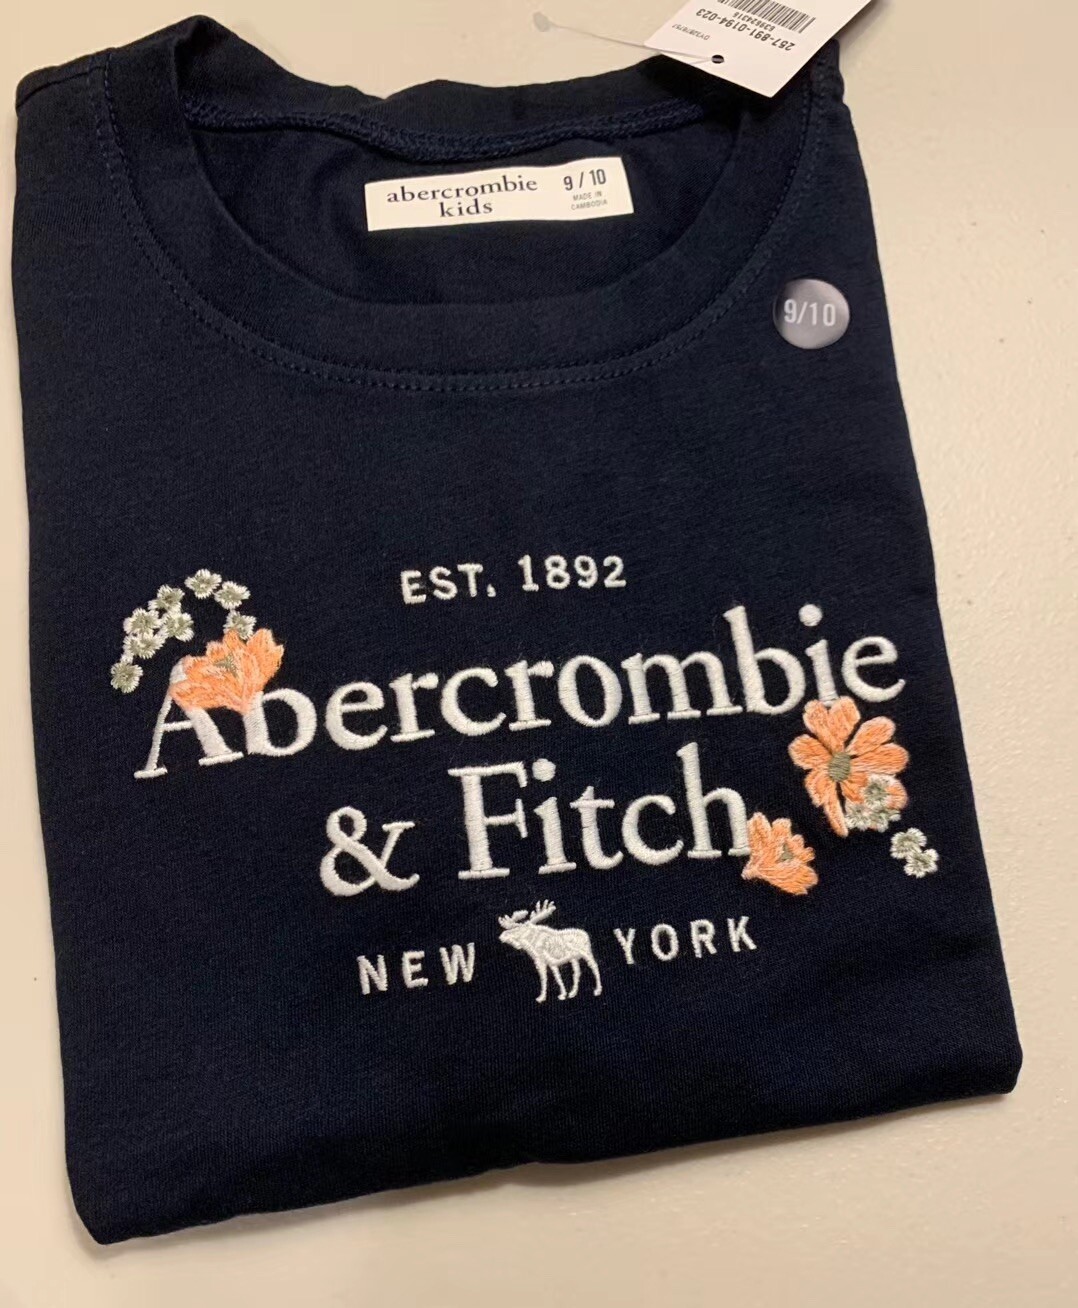 257-891-0194-023
abercrombie
kids
9 / 10
MADE IN
CAMBODIA
9/10
EST. 1892
Abercrombie
& Fitch
NEW YORK